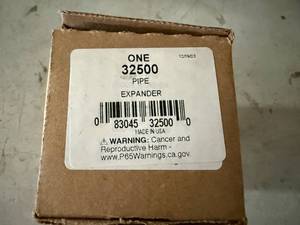 ONE
32500
PIPE
EXPANDER
0 83045 32500 0
MADE IN USA
⚠ WARNING: Cancer and
Reproductive Harm -
www.P65Warnings.ca.gov.